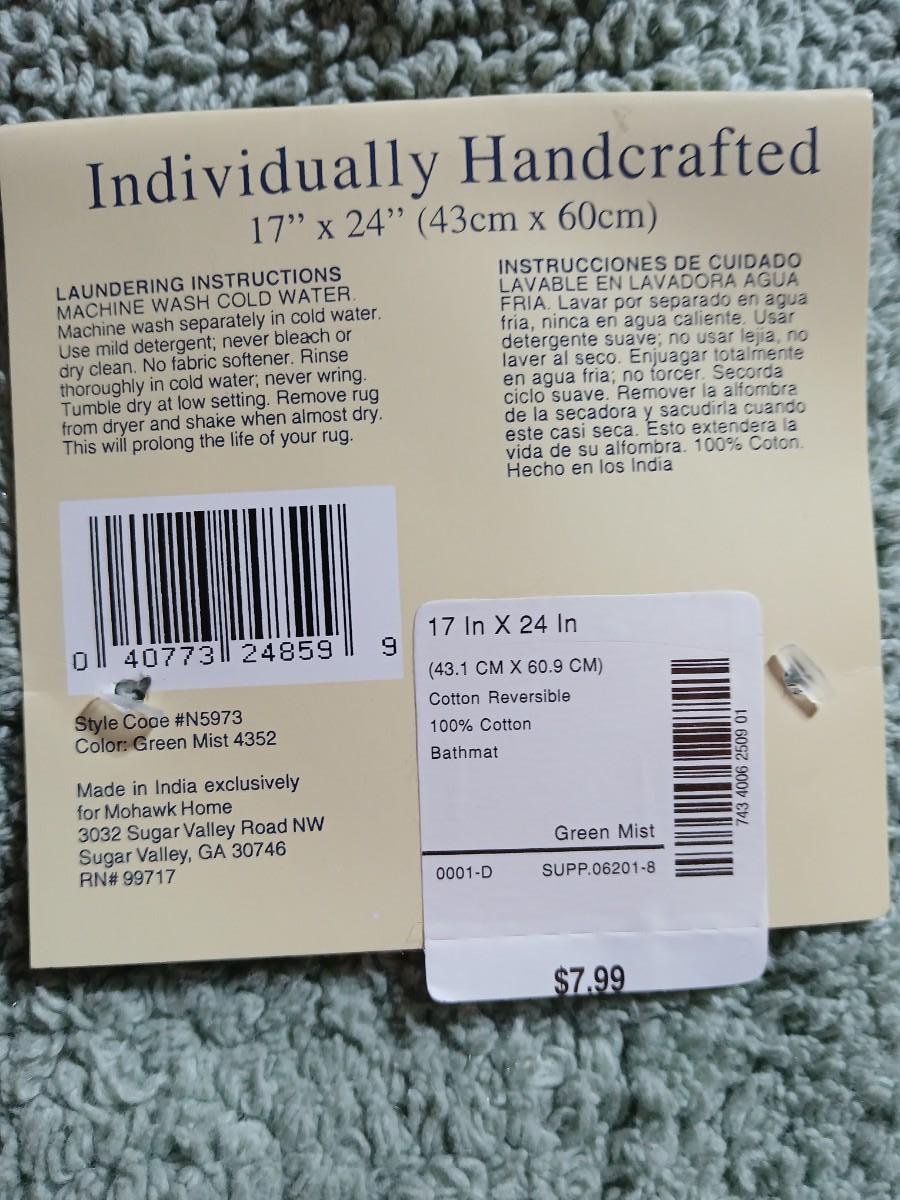 Individually Handcrafted
17” x 24” (43cm x 60cm)
LAUNDERING INSTRUCTIONS
MACHINE WASH COLD WATER.
Machine wash separately in cold water.
Use mild detergent; never bleach or
dry clean. No fabric softener. Rinse
thoroughly in cold water; never wring.
Tumble dry at low setting. Remove rug
from dryer and shake when almost dry.
This will prolong the life of your rug.
INSTRUCCIONES DE CUIDADO
LAVABLE EN LAVADORA AGUA
FRIA. Lavar por separado en agua
fria, ninca en agua caliente. Usar
detergente suave; no usar lejia, no
laver al seco. Enjuagar totalmente
en agua fria; no torcer. Secorda
ciclo suave. Remover la alfombra
de la secadora y sacudirla cuando
este casi seca. Esto extendera la
vida de su alfombra. 100% Coton.
Hecho en los India
0 40773 24859 9
Style Code #N5973
Color: Green Mist 4352
Made in India exclusively
for Mohawk Home
3032 Sugar Valley Road NW
Sugar Valley, GA 30746
RN# 99717
17 In X 24 In
(43.1 CM X 60.9 CM)
Cotton Reversible
100% Cotton
Bathmat
743 4006 2509 01
Green Mist
0001-D SUPP.06201-8
$7.99